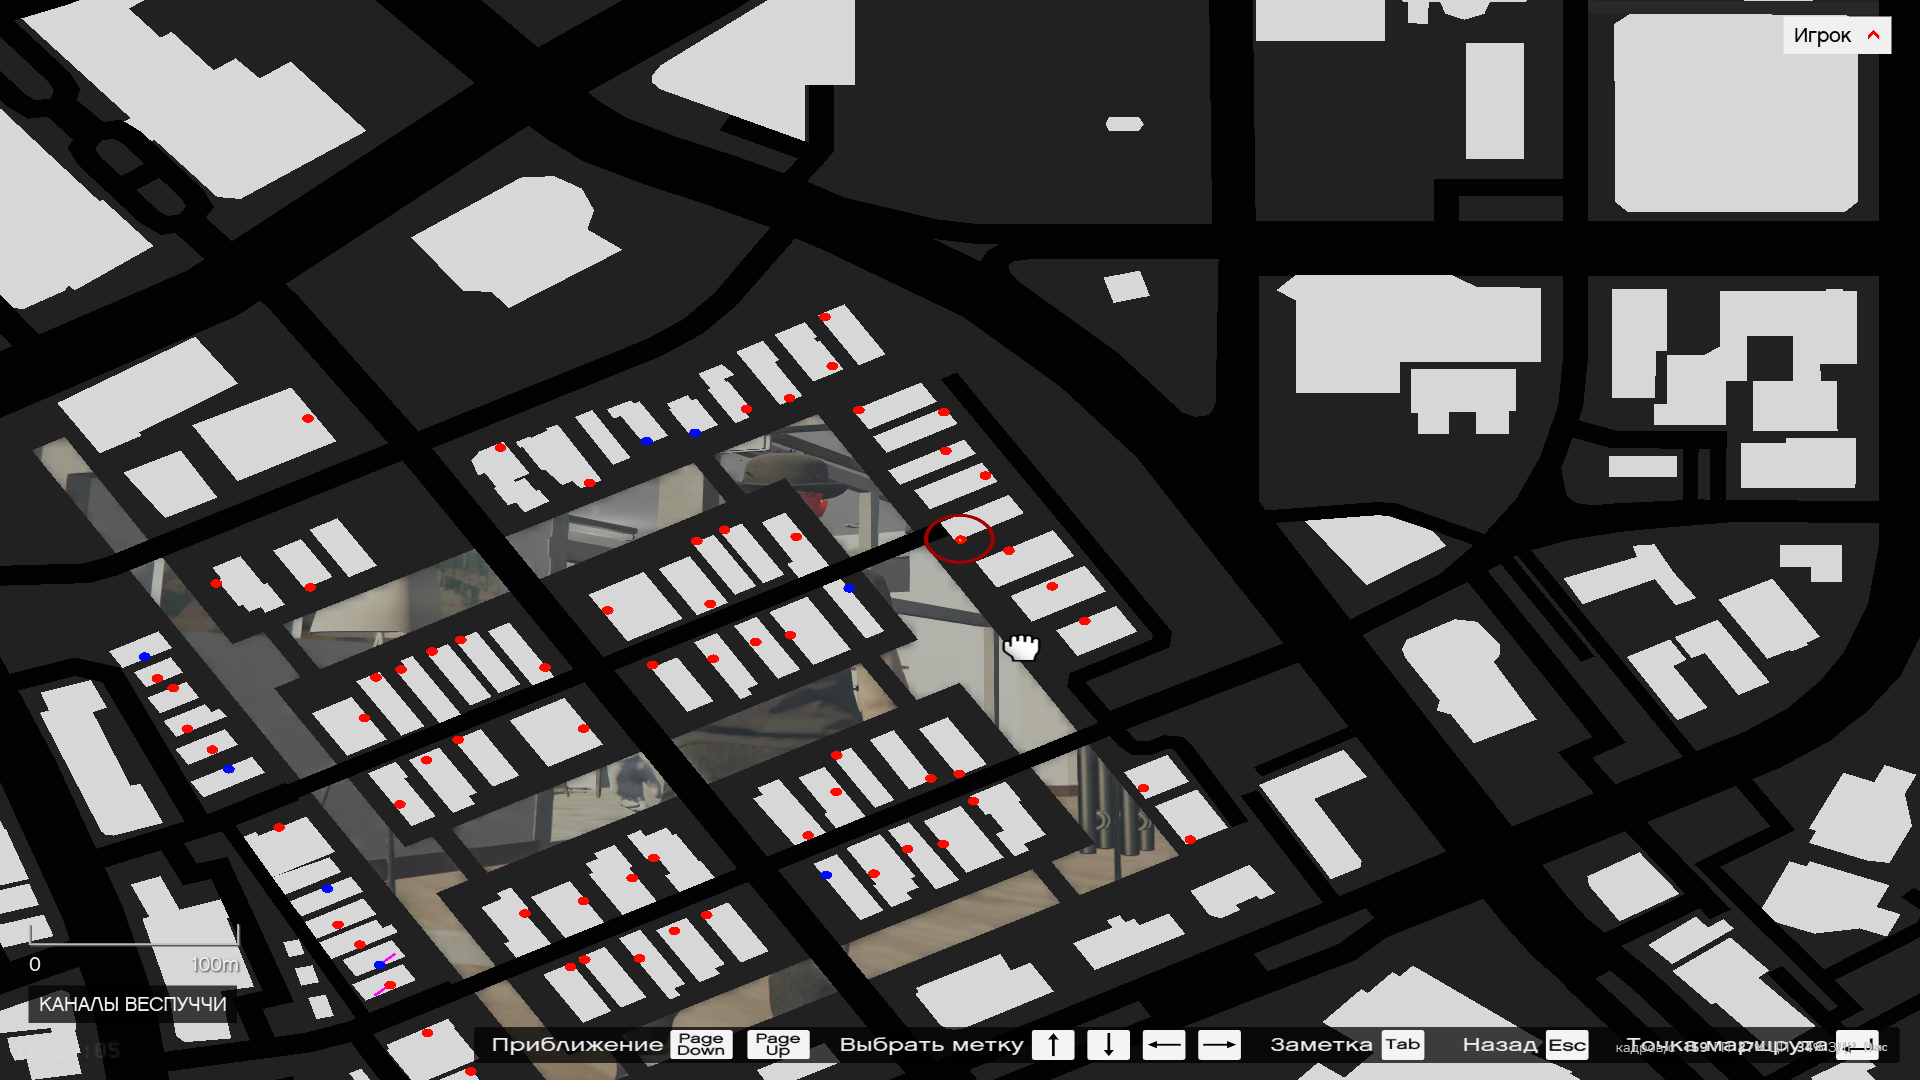 Игрок
0 100m
КАНАЛЫ ВЕСПУЧЧИ
Приближение Page Down Page Up Выбрать метку ↑ ↓ ← → Заметка Tab Назад Esc Точка маршрута